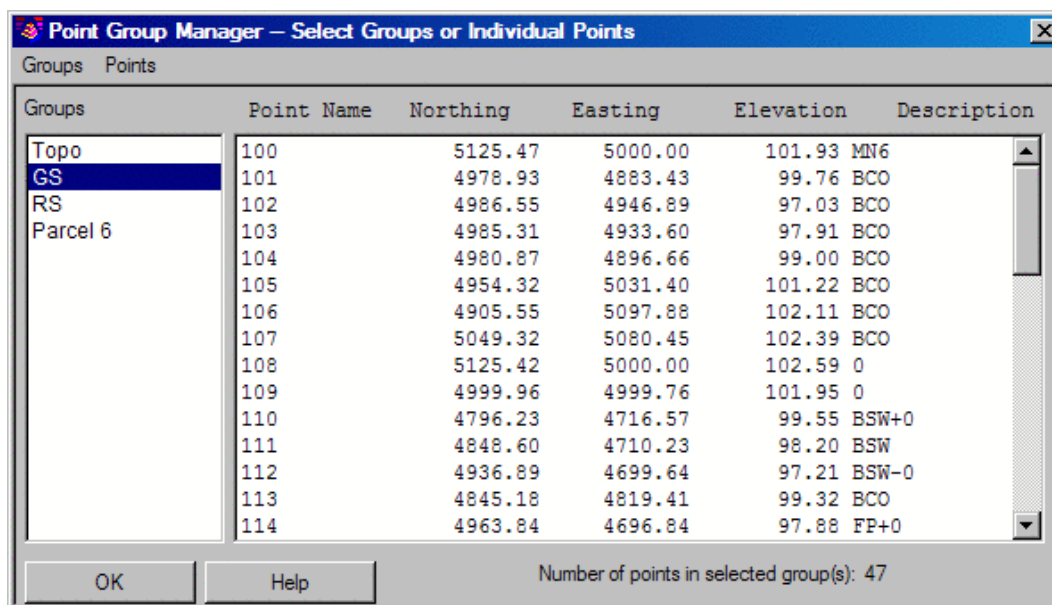 Point Group Manager – Select Groups or Individual Points
Groups Points
Groups
Point Name Northing Easting Elevation Description
Topo
GS
RS
Parcel 6
100 5125.47 5000.00 101.93 MN6
101 4978.93 4883.43 99.76 BCO
102 4986.55 4946.89 97.03 BCO
103 4985.31 4933.60 97.91 BCO
104 4980.87 4896.66 99.00 BCO
105 4954.32 5031.40 101.22 BCO
106 4905.55 5097.88 102.11 BCO
107 5049.32 5080.45 102.39 BCO
108 5125.42 5000.00 102.59 0
109 4999.96 4999.76 101.95 0
110 4796.23 4716.57 99.55 BSW+0
111 4848.60 4710.23 98.20 BSW
112 4936.89 4699.64 97.21 BSW-0
113 4845.18 4819.41 99.32 BCO
114 4963.84 4696.84 97.88 FP+0
OK Help Number of points in selected group(s): 47